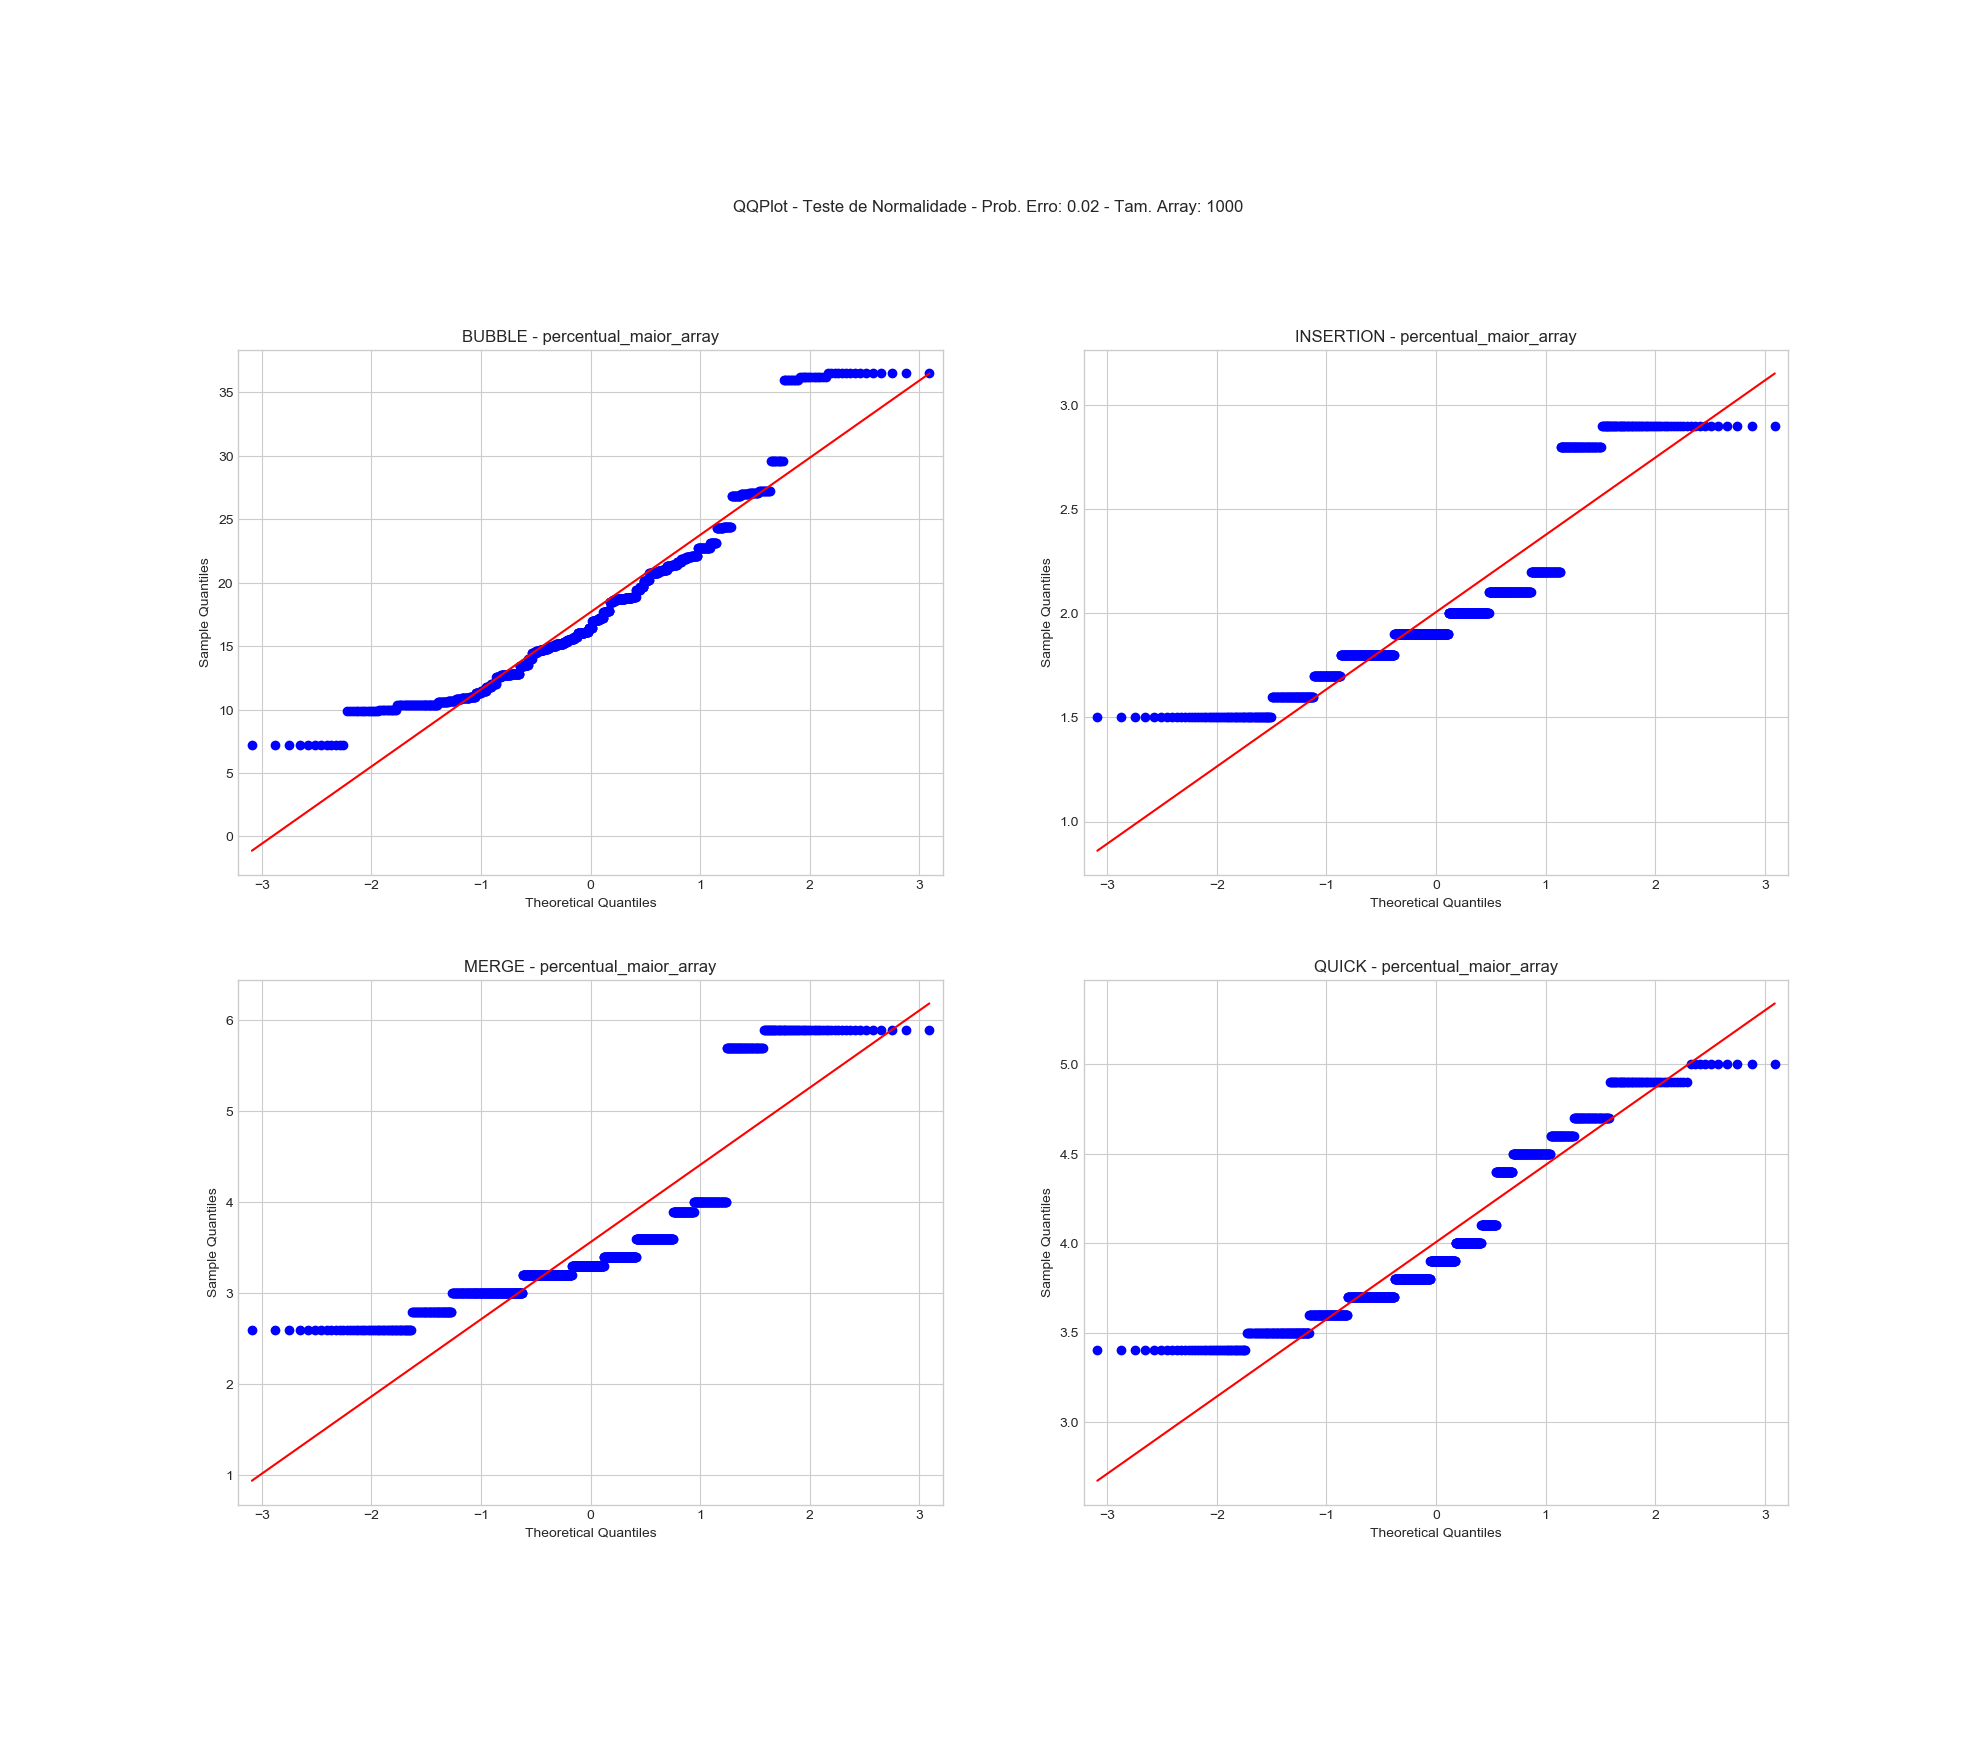 QQPlot - Teste de Normalidade - Prob. Erro: 0.02 - Tam. Array: 1000
BUBBLE - percentual_maior_array
35
30
25
20
15
10
5
0
Sample Quantiles
−3 −2 −1 0 1 2 3
Theoretical Quantiles
INSERTION - percentual_maior_array
3.0
2.5
2.0
1.5
1.0
Sample Quantiles
−3 −2 −1 0 1 2 3
Theoretical Quantiles
MERGE - percentual_maior_array
6
5
4
3
2
1
Sample Quantiles
−3 −2 −1 0 1 2 3
Theoretical Quantiles
QUICK - percentual_maior_array
5.0
4.5
4.0
3.5
3.0
Sample Quantiles
−3 −2 −1 0 1 2 3
Theoretical Quantiles